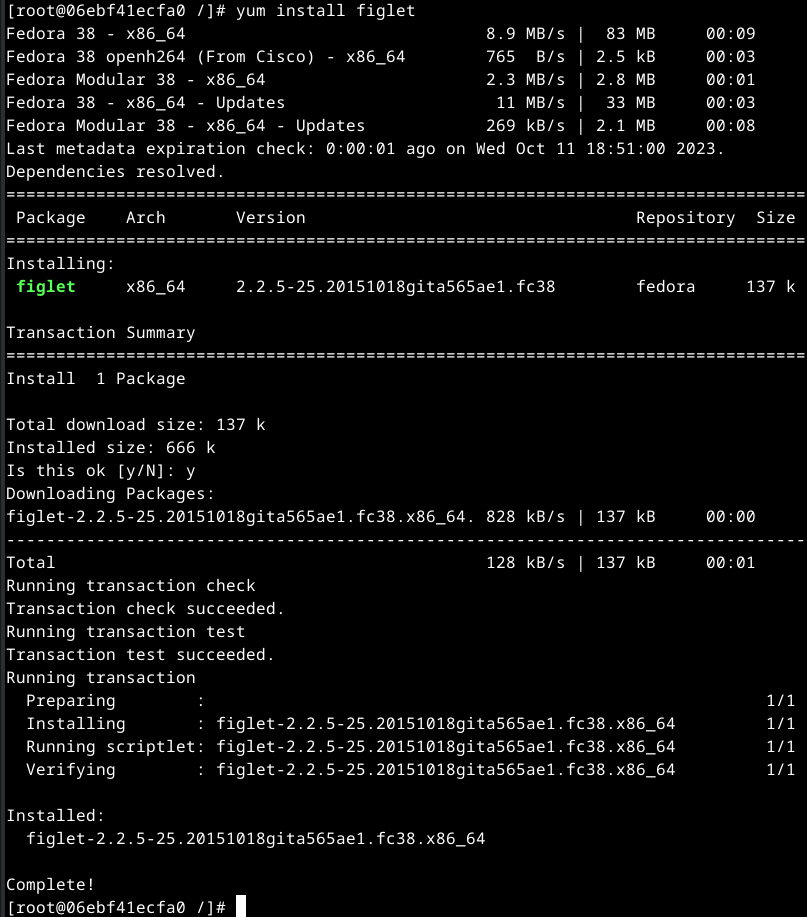 [root@06ebf41ecfa0 /]# yum install figlet
Fedora 38 - x86_64                              8.9 MB/s |  83 MB     00:09
Fedora 38 openh264 (From Cisco) - x86_64        765  B/s | 2.5 kB     00:03
Fedora Modular 38 - x86_64                      2.3 MB/s | 2.8 MB     00:01
Fedora 38 - x86_64 - Updates                     11 MB/s |  33 MB     00:03
Fedora Modular 38 - x86_64 - Updates            269 kB/s | 2.1 MB     00:08
Last metadata expiration check: 0:00:01 ago on Wed Oct 11 18:51:00 2023.
Dependencies resolved.
================================================================================
 Package    Arch       Version                                 Repository  Size
================================================================================
Installing:
 figlet     x86_64     2.2.5-25.20151018gita565ae1.fc38        fedora     137 k

Transaction Summary
================================================================================
Install  1 Package

Total download size: 137 k
Installed size: 666 k
Is this ok [y/N]: y
Downloading Packages:
figlet-2.2.5-25.20151018gita565ae1.fc38.x86_64. 828 kB/s | 137 kB     00:00
--------------------------------------------------------------------------------
Total                                           128 kB/s | 137 kB     00:01
Running transaction check
Transaction check succeeded.
Running transaction test
Transaction test succeeded.
Running transaction
  Preparing        :                                                        1/1
  Installing       : figlet-2.2.5-25.20151018gita565ae1.fc38.x86_64         1/1
  Running scriptlet: figlet-2.2.5-25.20151018gita565ae1.fc38.x86_64         1/1
  Verifying        : figlet-2.2.5-25.20151018gita565ae1.fc38.x86_64         1/1

Installed:
  figlet-2.2.5-25.20151018gita565ae1.fc38.x86_64

Complete!
[root@06ebf41ecfa0 /]#